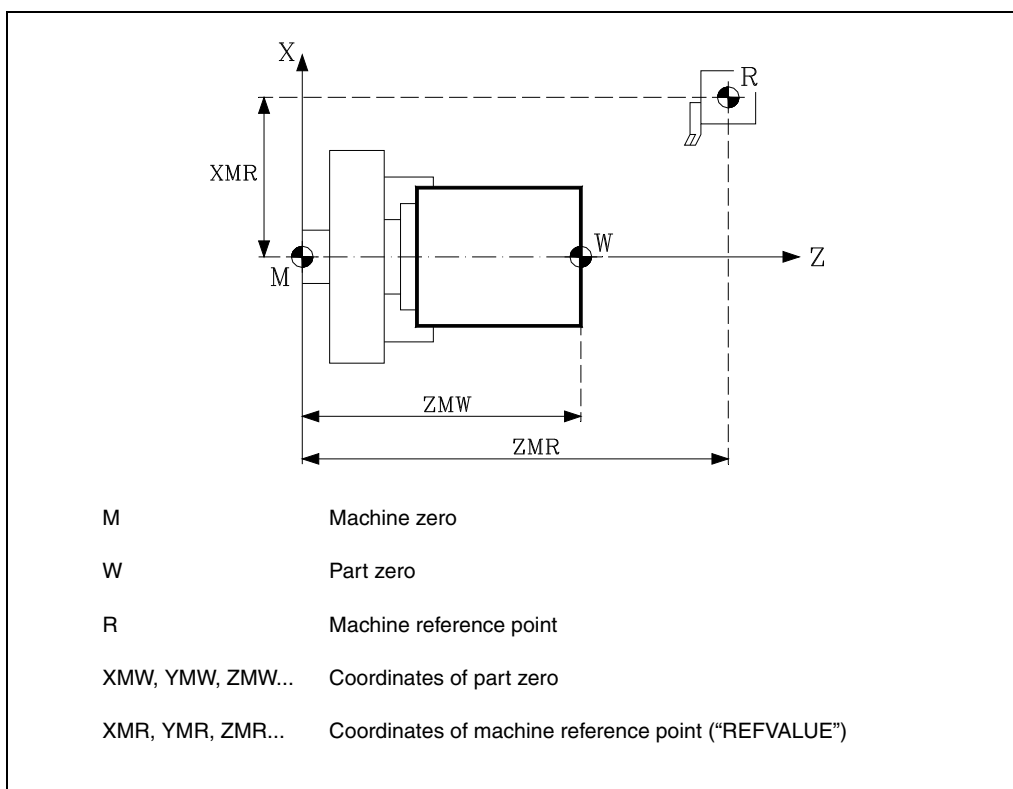 X
R
XMR
W
Z
M
ZMW
ZMR
M Machine zero
W Part zero
R Machine reference point
XMW, YMW, ZMW... Coordinates of part zero
XMR, YMR, ZMR... Coordinates of machine reference point (“REFVALUE”)